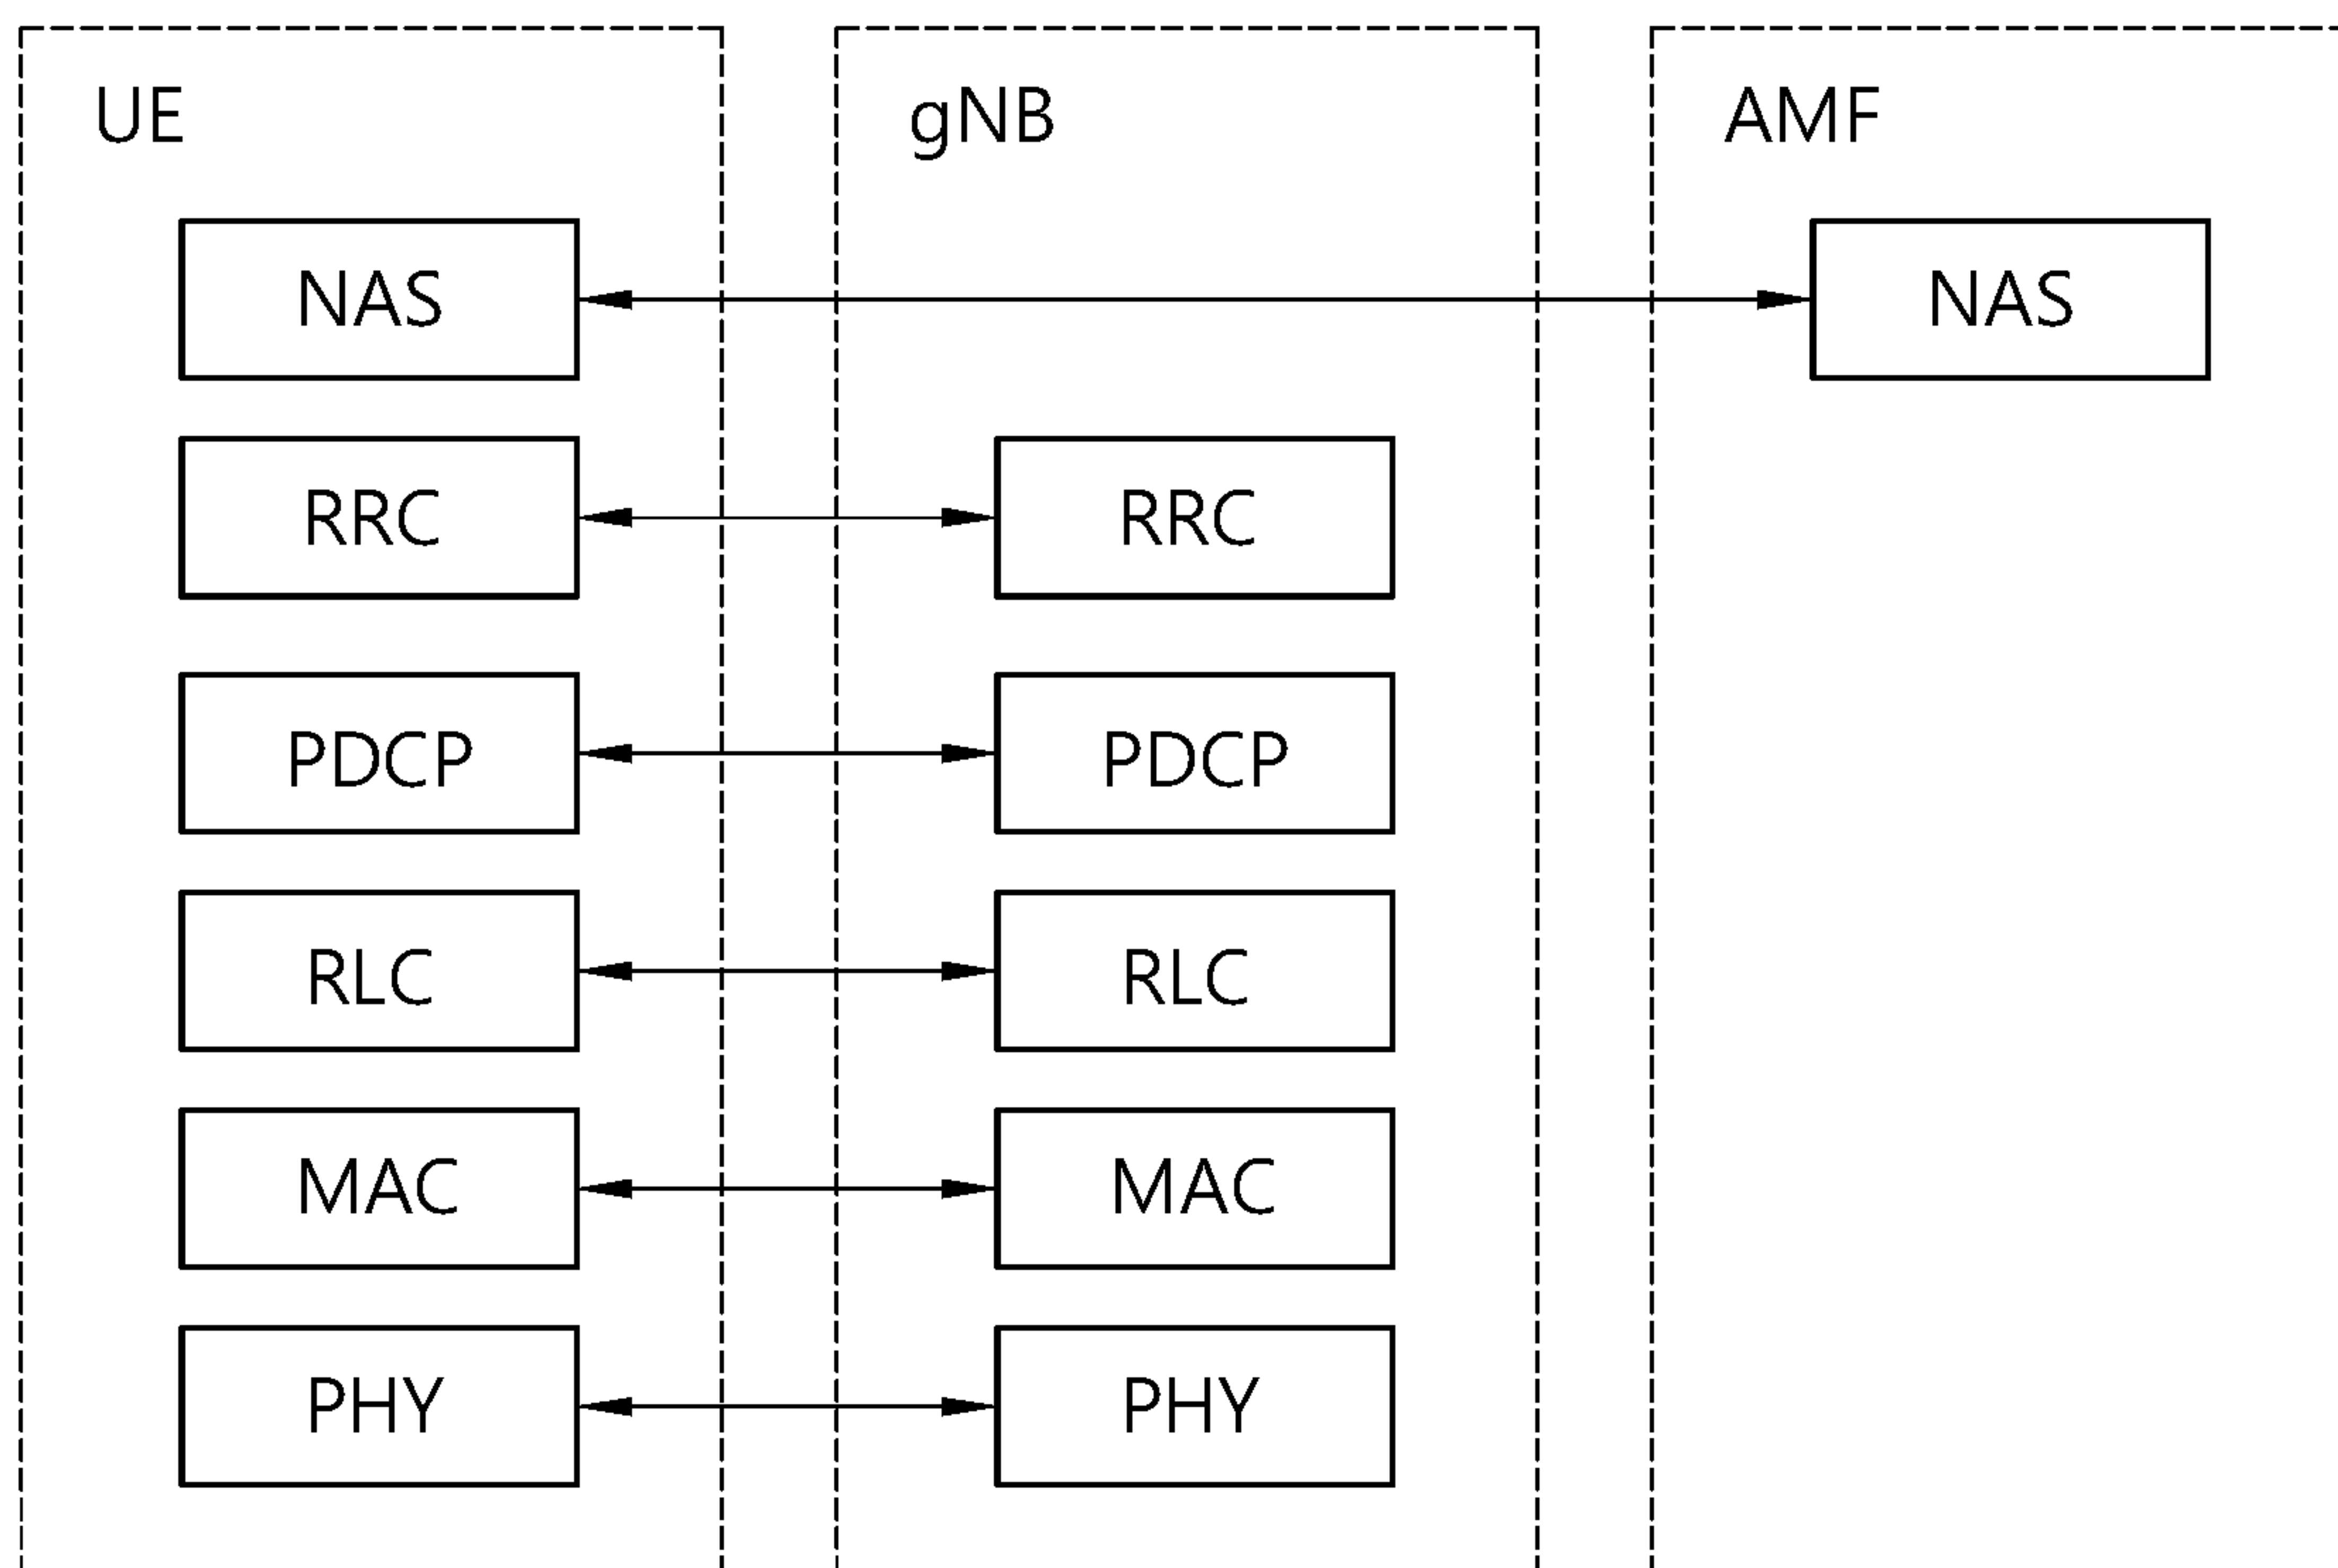 UE
gNB
AMF
NAS
NAS
RRC
RRC
PDCP
PDCP
RLC
RLC
MAC
MAC
PHY
PHY